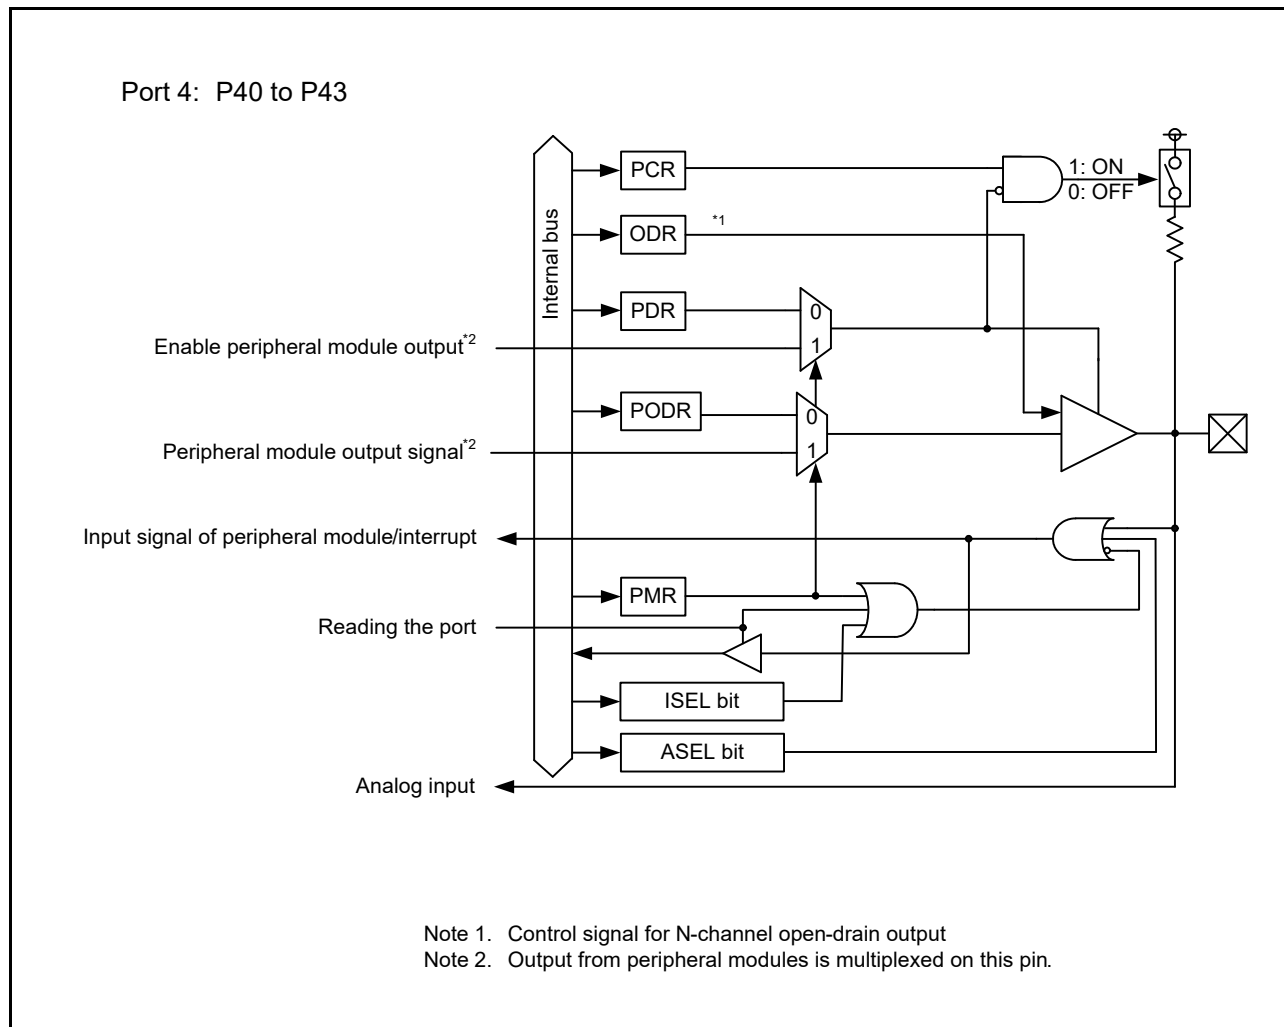 Port 4: P40 to P43
Internal bus
PCR
1: ON
0: OFF
ODR
*1
PDR
0
1
Enable peripheral module output*2
PODR
0
1
Peripheral module output signal*2
Input signal of peripheral module/interrupt
PMR
Reading the port
ISEL bit
ASEL bit
Analog input
Note 1. Control signal for N-channel open-drain output
Note 2. Output from peripheral modules is multiplexed on this pin.